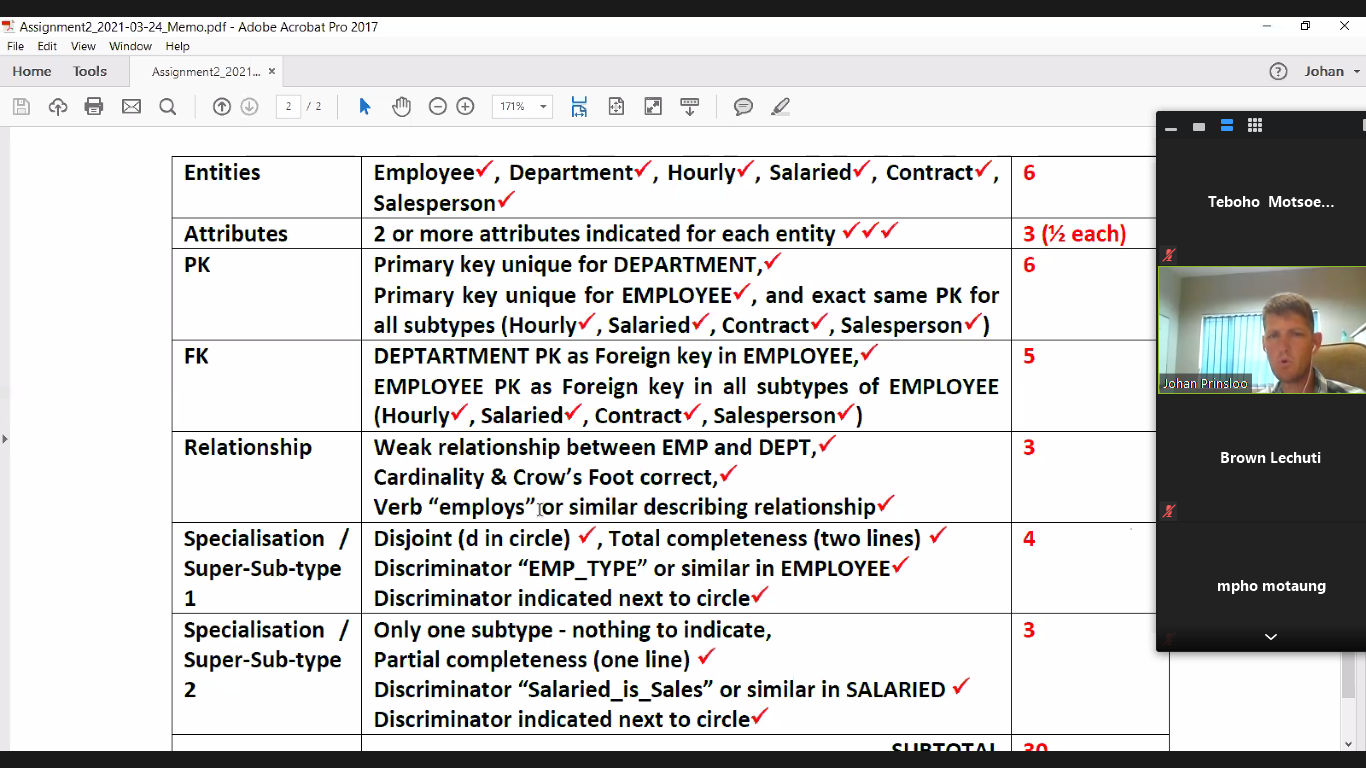 Assignment2_2021-03-24_Memo.pdf - Adobe Acrobat Pro 2017
File Edit View Window Help
Home Tools Assignment2_2021... × Johan
2 / 2 171%
Entities Employee✓, Department✓, Hourly✓, Salaried✓, Contract✓, 6
Salesperson✓
Attributes 2 or more attributes indicated for each entity ✓✓✓ 3 (½ each)
PK Primary key unique for DEPARTMENT,✓ 6
Primary key unique for EMPLOYEE✓, and exact same PK for
all subtypes (Hourly✓, Salaried✓, Contract✓, Salesperson✓)
FK DEPTARTMENT PK as Foreign key in EMPLOYEE,✓ 5
EMPLOYEE PK as Foreign key in all subtypes of EMPLOYEE
(Hourly✓, Salaried✓, Contract✓, Salesperson✓)
Relationship Weak relationship between EMP and DEPT,✓ 3
Cardinality & Crow's Foot correct,✓
Verb “employs” or similar describing relationship✓
Specialisation / Disjoint (d in circle) ✓, Total completeness (two lines) ✓ 4
Super-Sub-type Discriminator “EMP_TYPE” or similar in EMPLOYEE✓
1 Discriminator indicated next to circle✓
Specialisation / Only one subtype - nothing to indicate, 3
Super-Sub-type Partial completeness (one line) ✓
2 Discriminator “Salaried_is_Sales” or similar in SALARIED ✓
Discriminator indicated next to circle✓
SUBTOTAL 30
Teboho Motsoe...
Johan Prinsloo
Brown Lechuti
mpho motaung